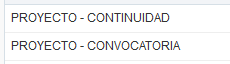 PROYECTO - CONTINUIDAD
PROYECTO - CONVOCATORIA